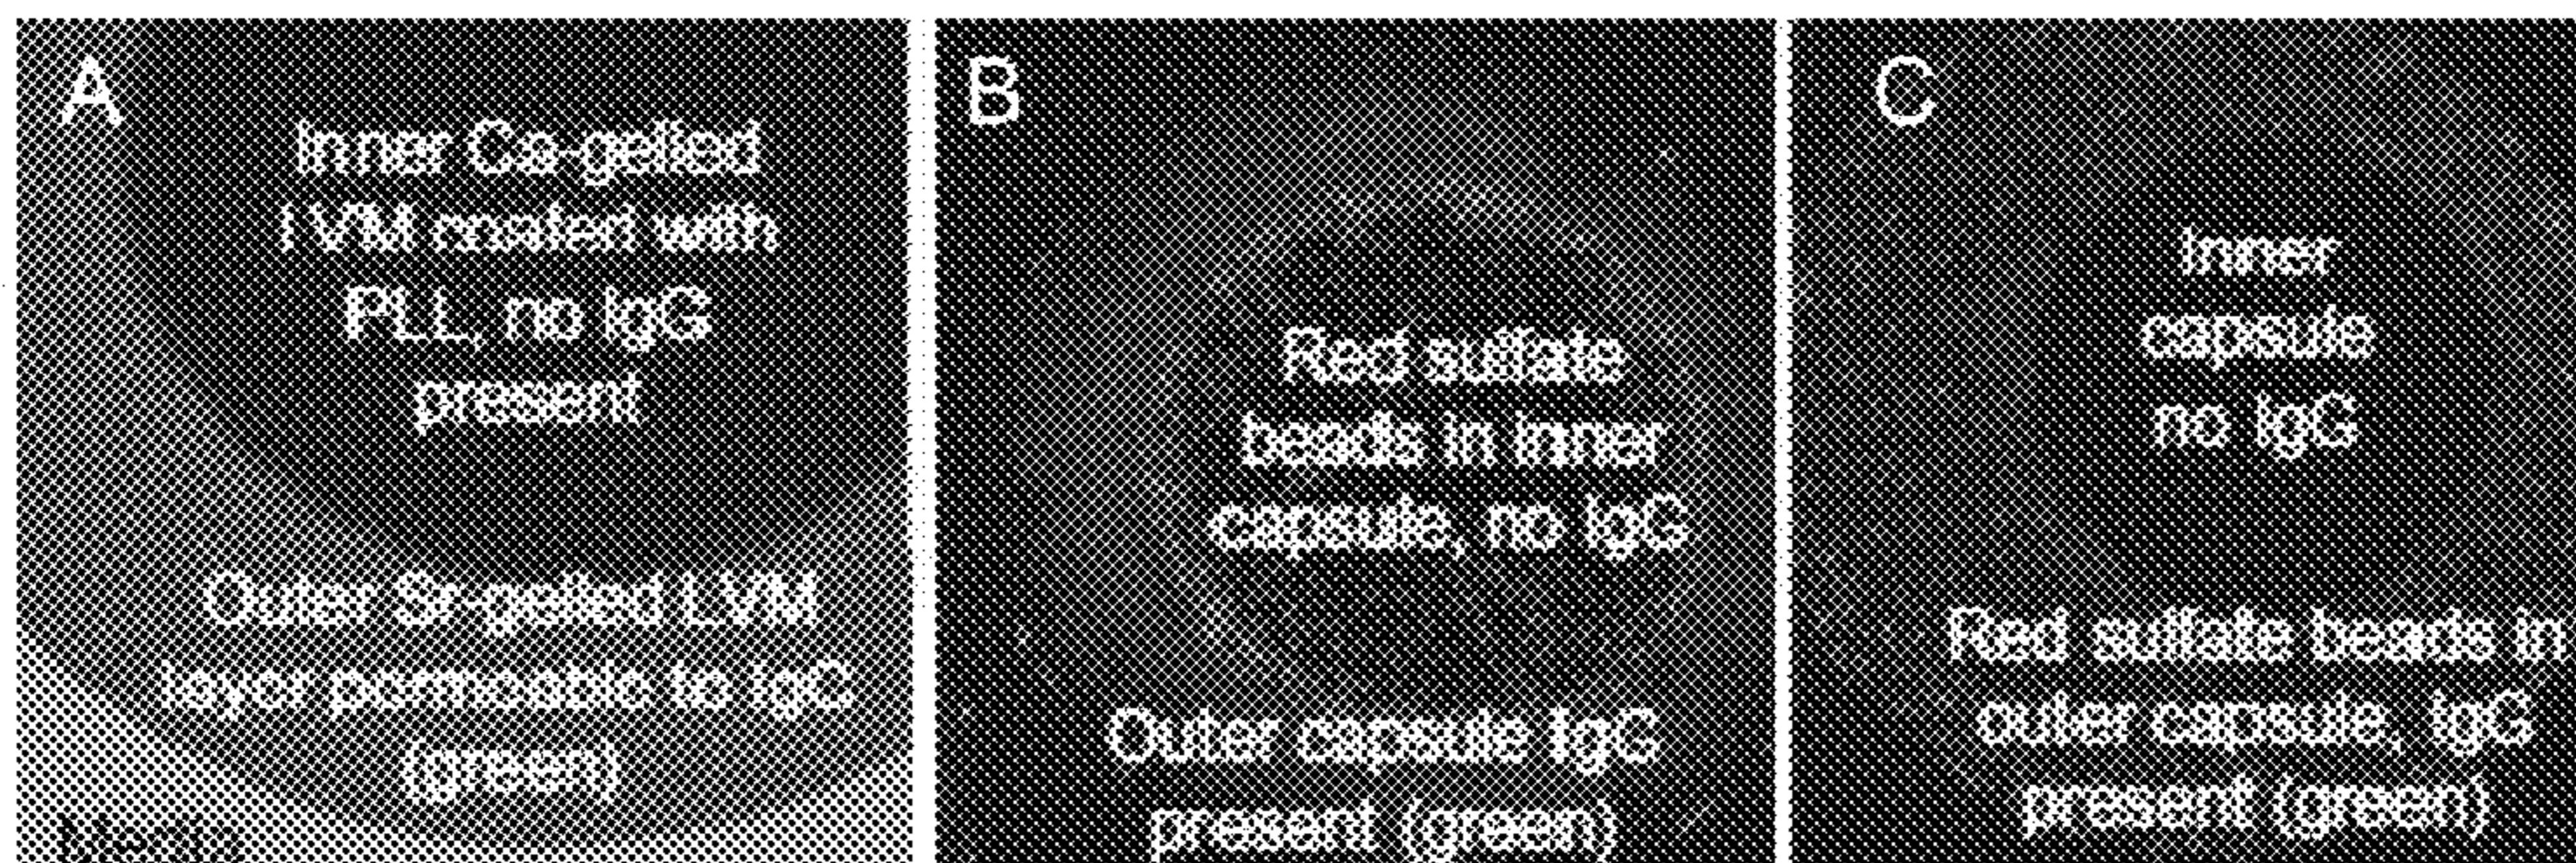 A
Inner Ca-gelled
LVM coated with
PLL, no IgG
present
Outer Sr-gelled LVM
layer permeable to IgG
(green)
Media
B
Red sulfate
beads in inner
capsule, no IgG
Outer capsule IgG
present (green)
C
Inner
capsule
no IgG
Red sulfate beads in
outer capsule, IgG
present (green)